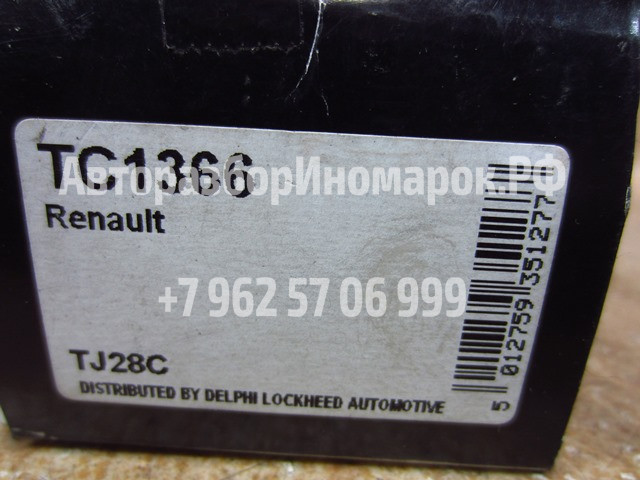 TC1366
АвторазборИномарок.РФ
Renault
+7 962 57 06 999
TJ28C
DISTRIBUTED BY DELPHI LOCKHEED AUTOMOTIVE
5 012759 351277